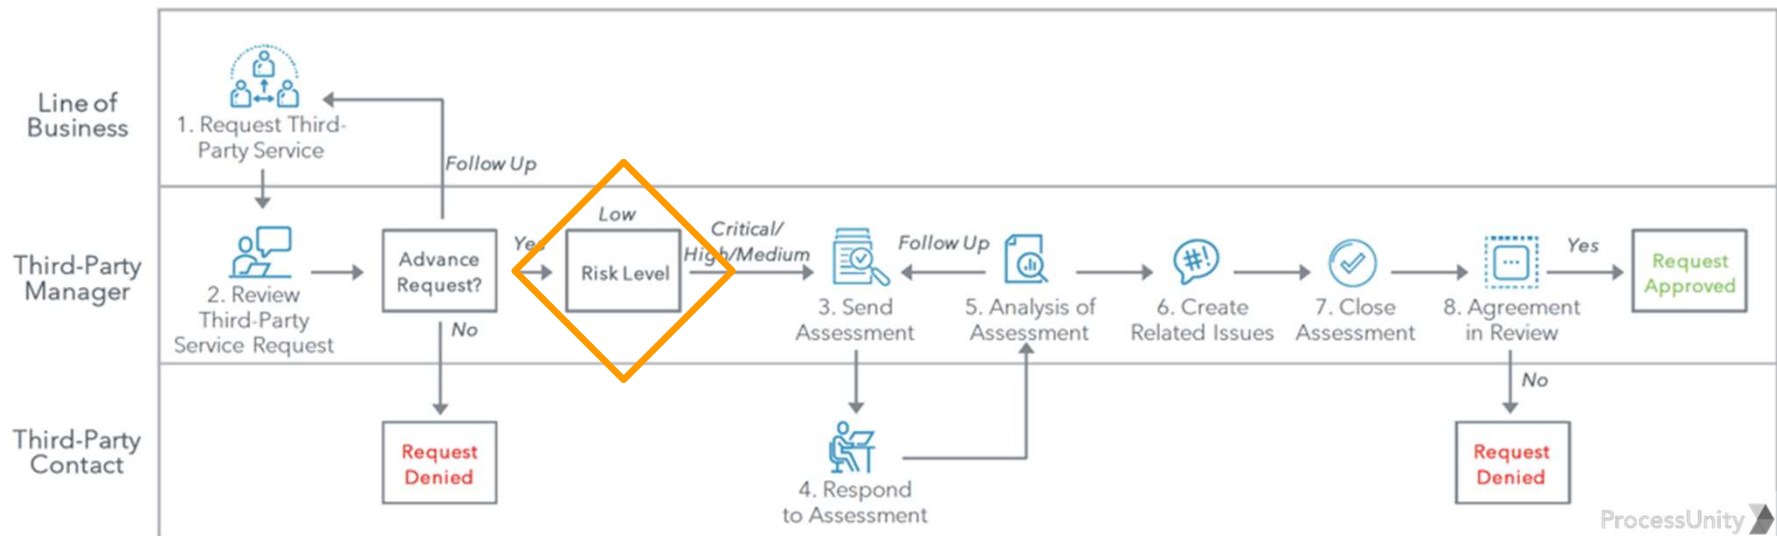 Line of
Business
1. Request Third-
Party Service
Follow Up
Third-Party
Manager
2. Review
Third-Party
Service Request
Advance
Request?
Yes
No
Low
Risk Level
Critical/
High/Medium
3. Send
Assessment
Follow Up
5. Analysis of
Assessment
#!
6. Create
Related Issues
7. Close
Assessment
8. Agreement
in Review
Yes
Request
Approved
No
Third-Party
Contact
Request
Denied
4. Respond
to Assessment
Request
Denied
ProcessUnity